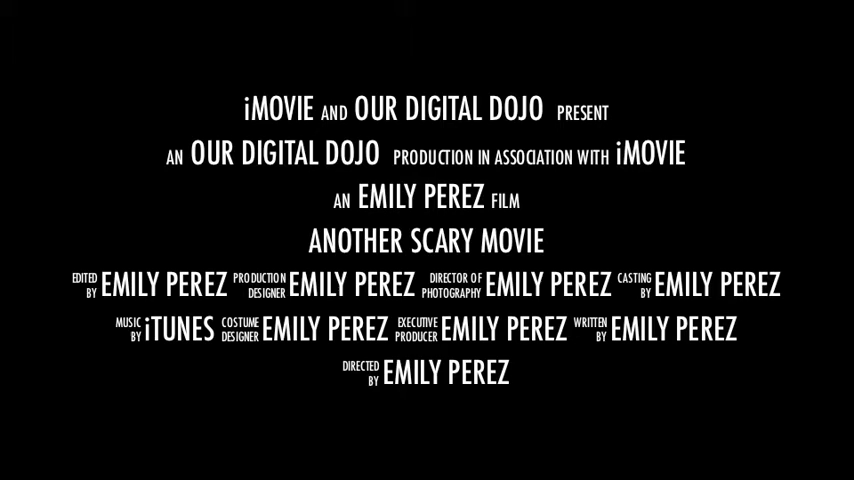 iMOVIE AND OUR DIGITAL DOJO PRESENT
AN OUR DIGITAL DOJO PRODUCTION IN ASSOCIATION WITH iMOVIE
AN EMILY PEREZ FILM
ANOTHER SCARY MOVIE
EDITED BY EMILY PEREZ PRODUCTION DESIGNER EMILY PEREZ DIRECTOR OF PHOTOGRAPHY EMILY PEREZ CASTING BY EMILY PEREZ
MUSIC BY iTUNES COSTUME DESIGNER EMILY PEREZ EXECUTIVE PRODUCER EMILY PEREZ WRITTEN BY EMILY PEREZ
DIRECTED BY EMILY PEREZ